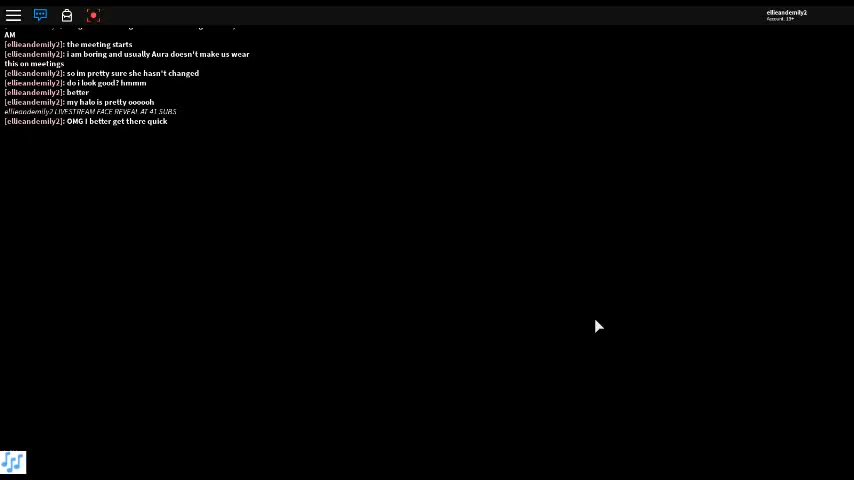 ellieandemily2
Account: 13+
AM
[ellieandemily2]: the meeting starts
[ellieandemily2]: i am boring and usually Aura doesn't make us wear
this on meetings
[ellieandemily2]: so im pretty sure she hasn't changed
[ellieandemily2]: do i look good? hmmm
[ellieandemily2]: better
[ellieandemily2]: my halo is pretty oooooh
ellieandemily2 LIVESTREAM FACE REVEAL AT 41 SUBS
[ellieandemily2]: OMG I better get there quick